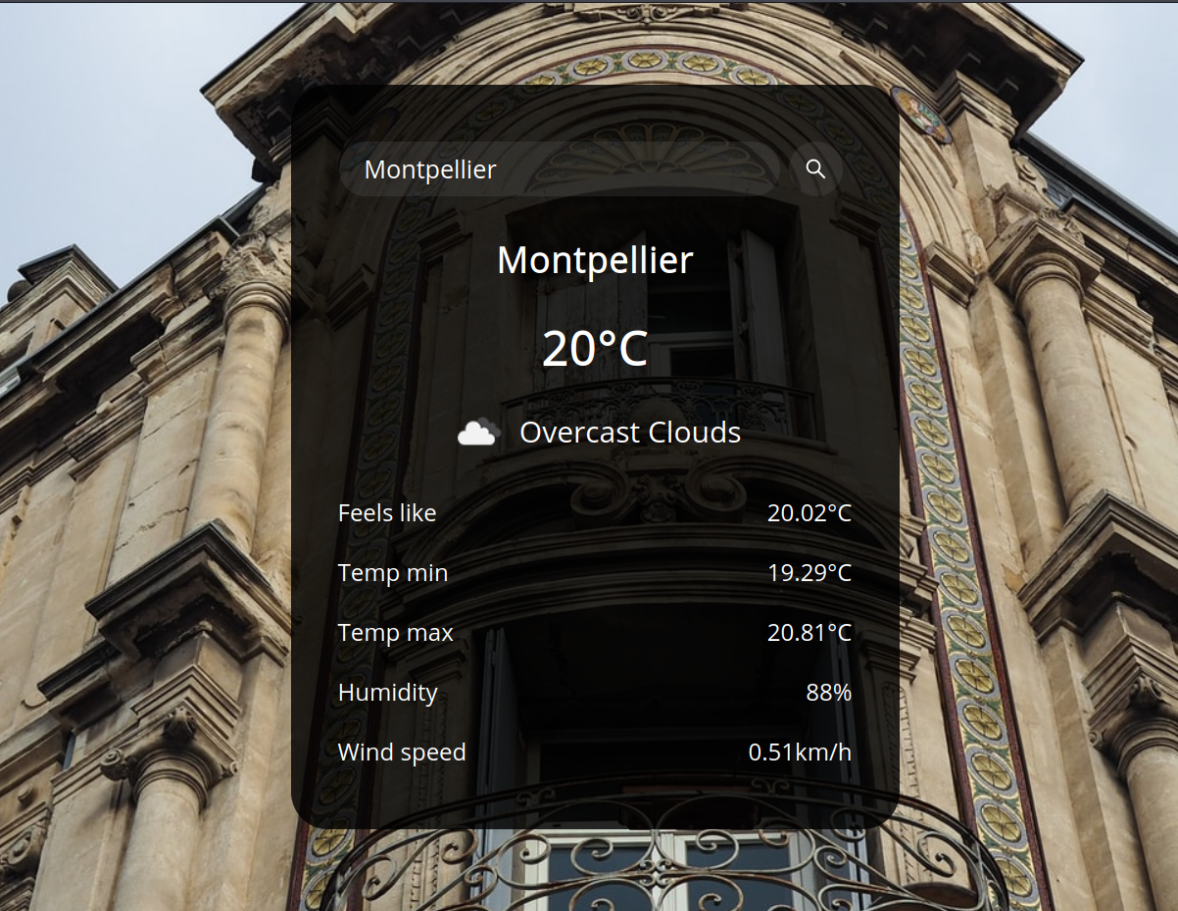 Montpellier
Montpellier
20°C
Overcast Clouds
Feels like 20.02°C
Temp min 19.29°C
Temp max 20.81°C
Humidity 88%
Wind speed 0.51km/h